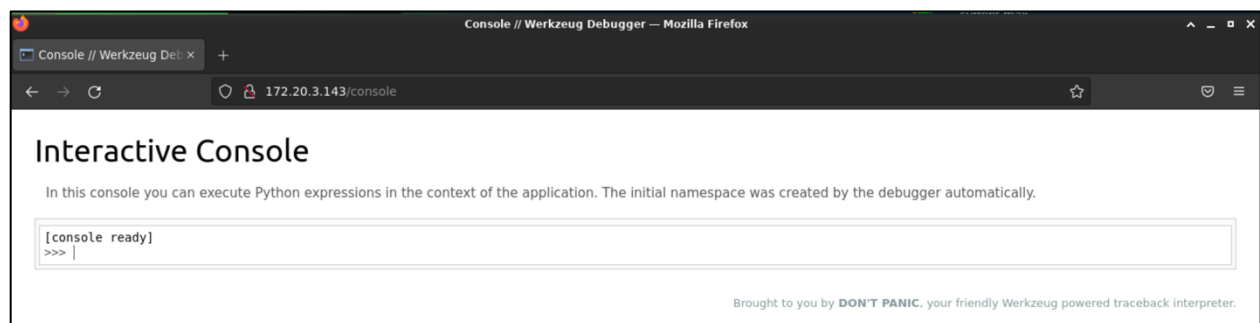 Console // Werkzeug Debugger — Mozilla Firefox
Console // Werkzeug Deb
172.20.3.143/console
Interactive Console
In this console you can execute Python expressions in the context of the application. The initial namespace was created by the debugger automatically.
[console ready]
>>>
Brought to you by DON'T PANIC, your friendly Werkzeug powered traceback interpreter.